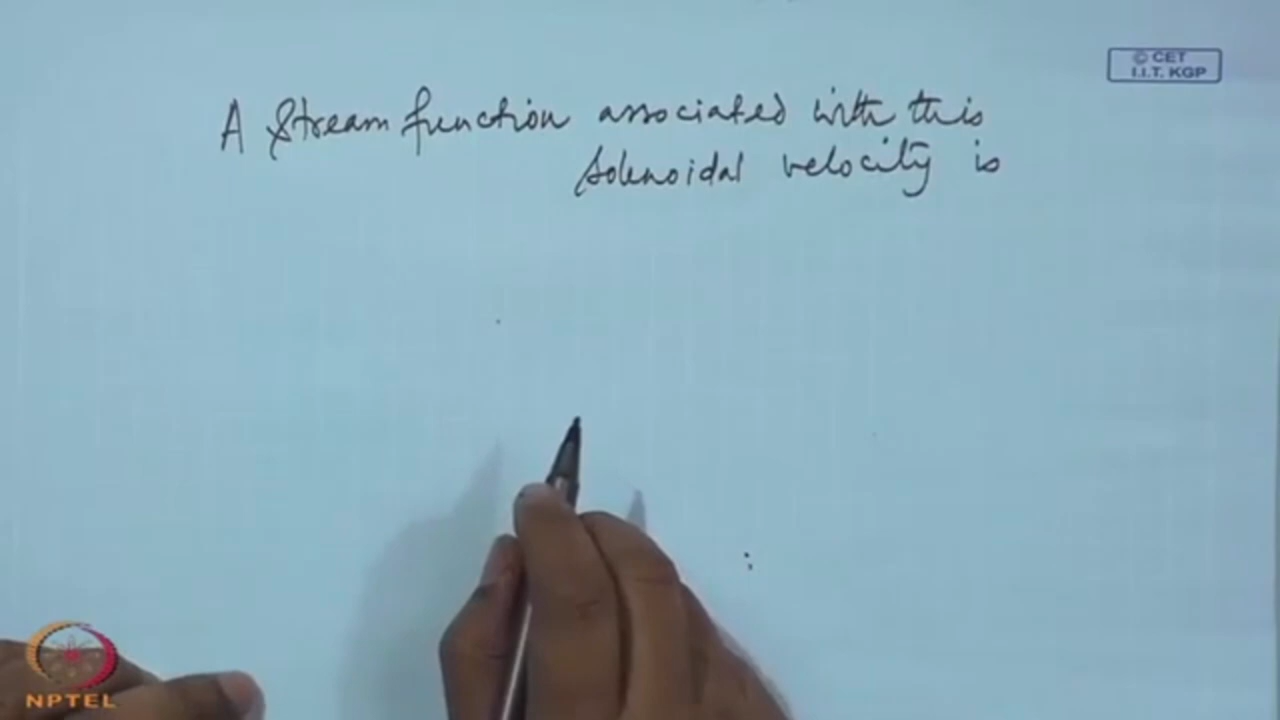 © CET
I.I.T. KGP
A Stream function associated with this
solenoidal velocity is
NPTEL